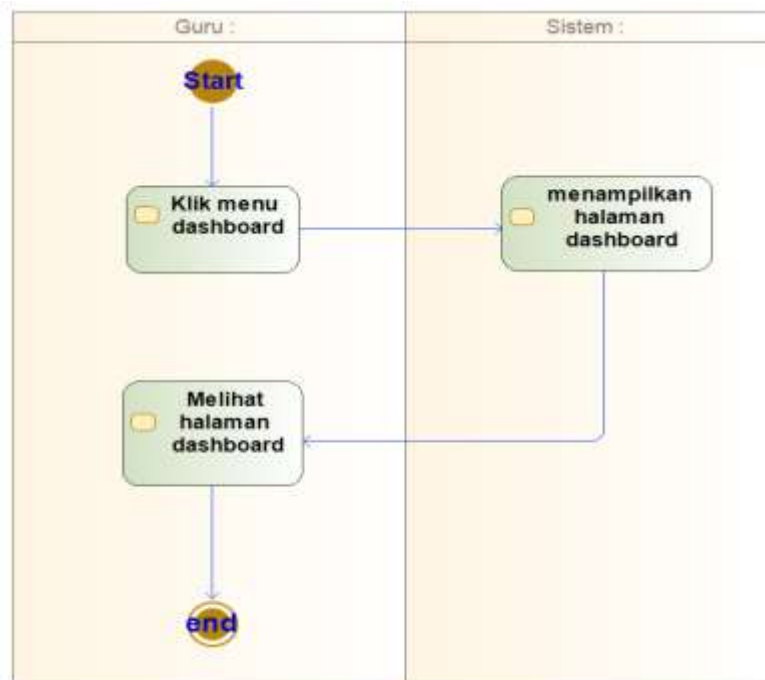 Guru :
Sistem :
Start
Klik menu
dashboard
menampilkan
halaman
dashboard
Melihat
halaman
dashboard
end